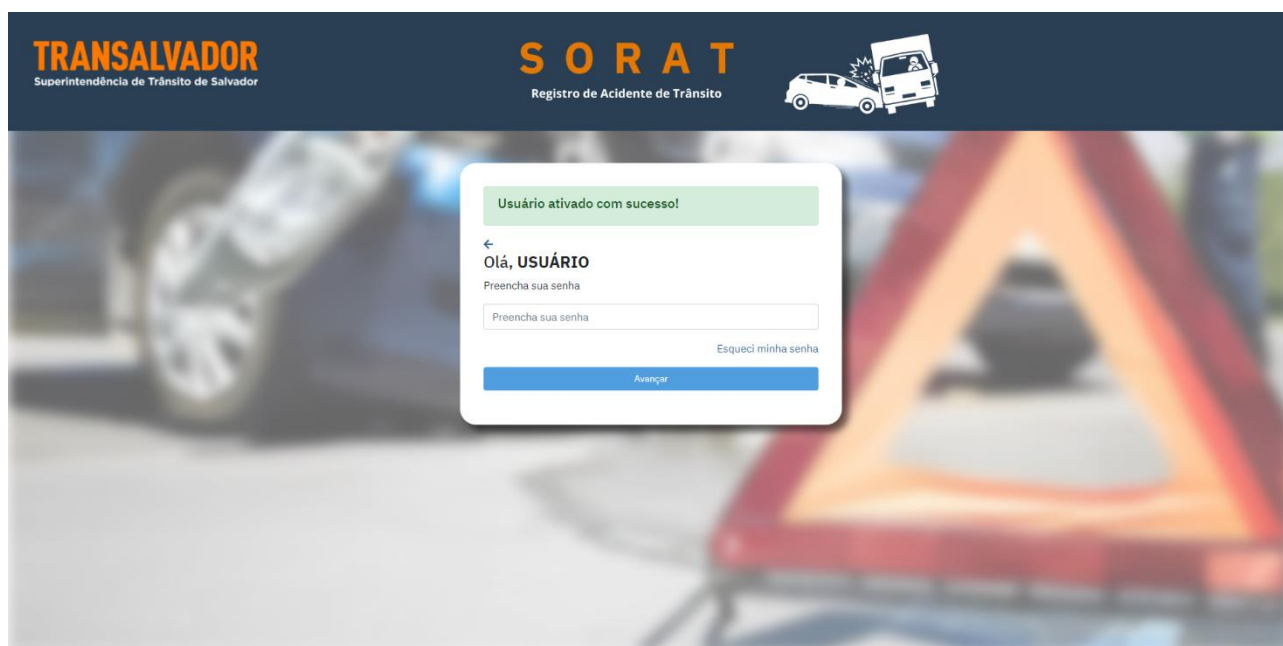 TRANSALVADOR
Superintendência de Trânsito de Salvador
SORAT
Registro de Acidente de Trânsito
Usuário ativado com sucesso!
Olá, USUÁRIO
Preencha sua senha
Preencha sua senha
Esqueci minha senha
Avançar